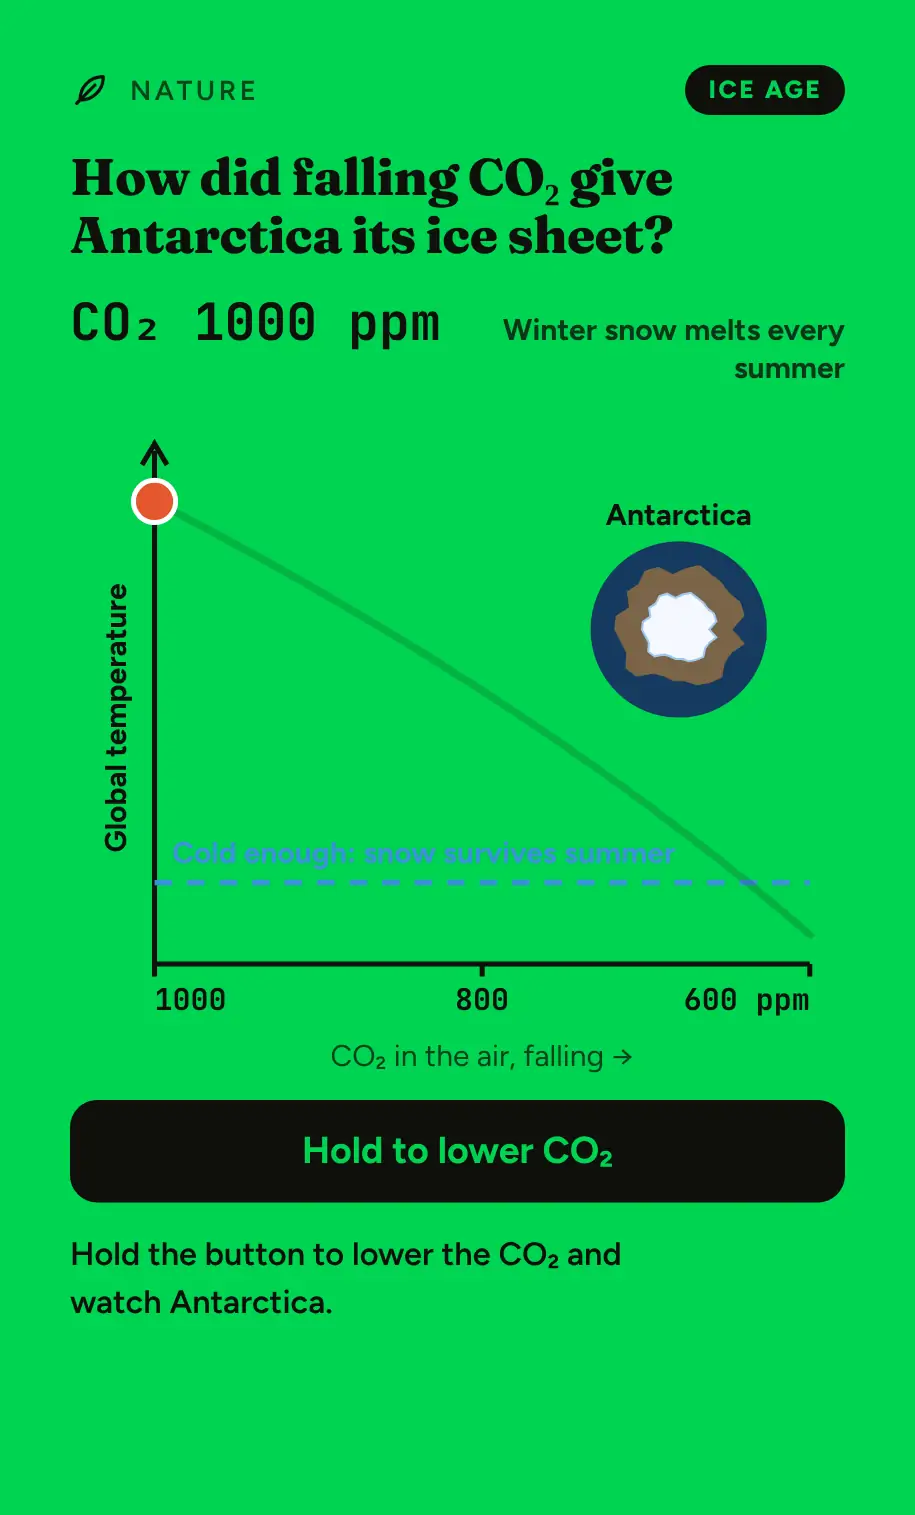 NATURE
ICE AGE
How did falling CO₂ give
Antarctica its ice sheet?
CO₂ 1000 ppm
Winter snow melts every
summer
Antarctica
Global temperature
Cold enough: snow survives summer
1000
800
600 ppm
CO₂ in the air, falling →
Hold to lower CO₂
Hold the button to lower the CO₂ and
watch Antarctica.